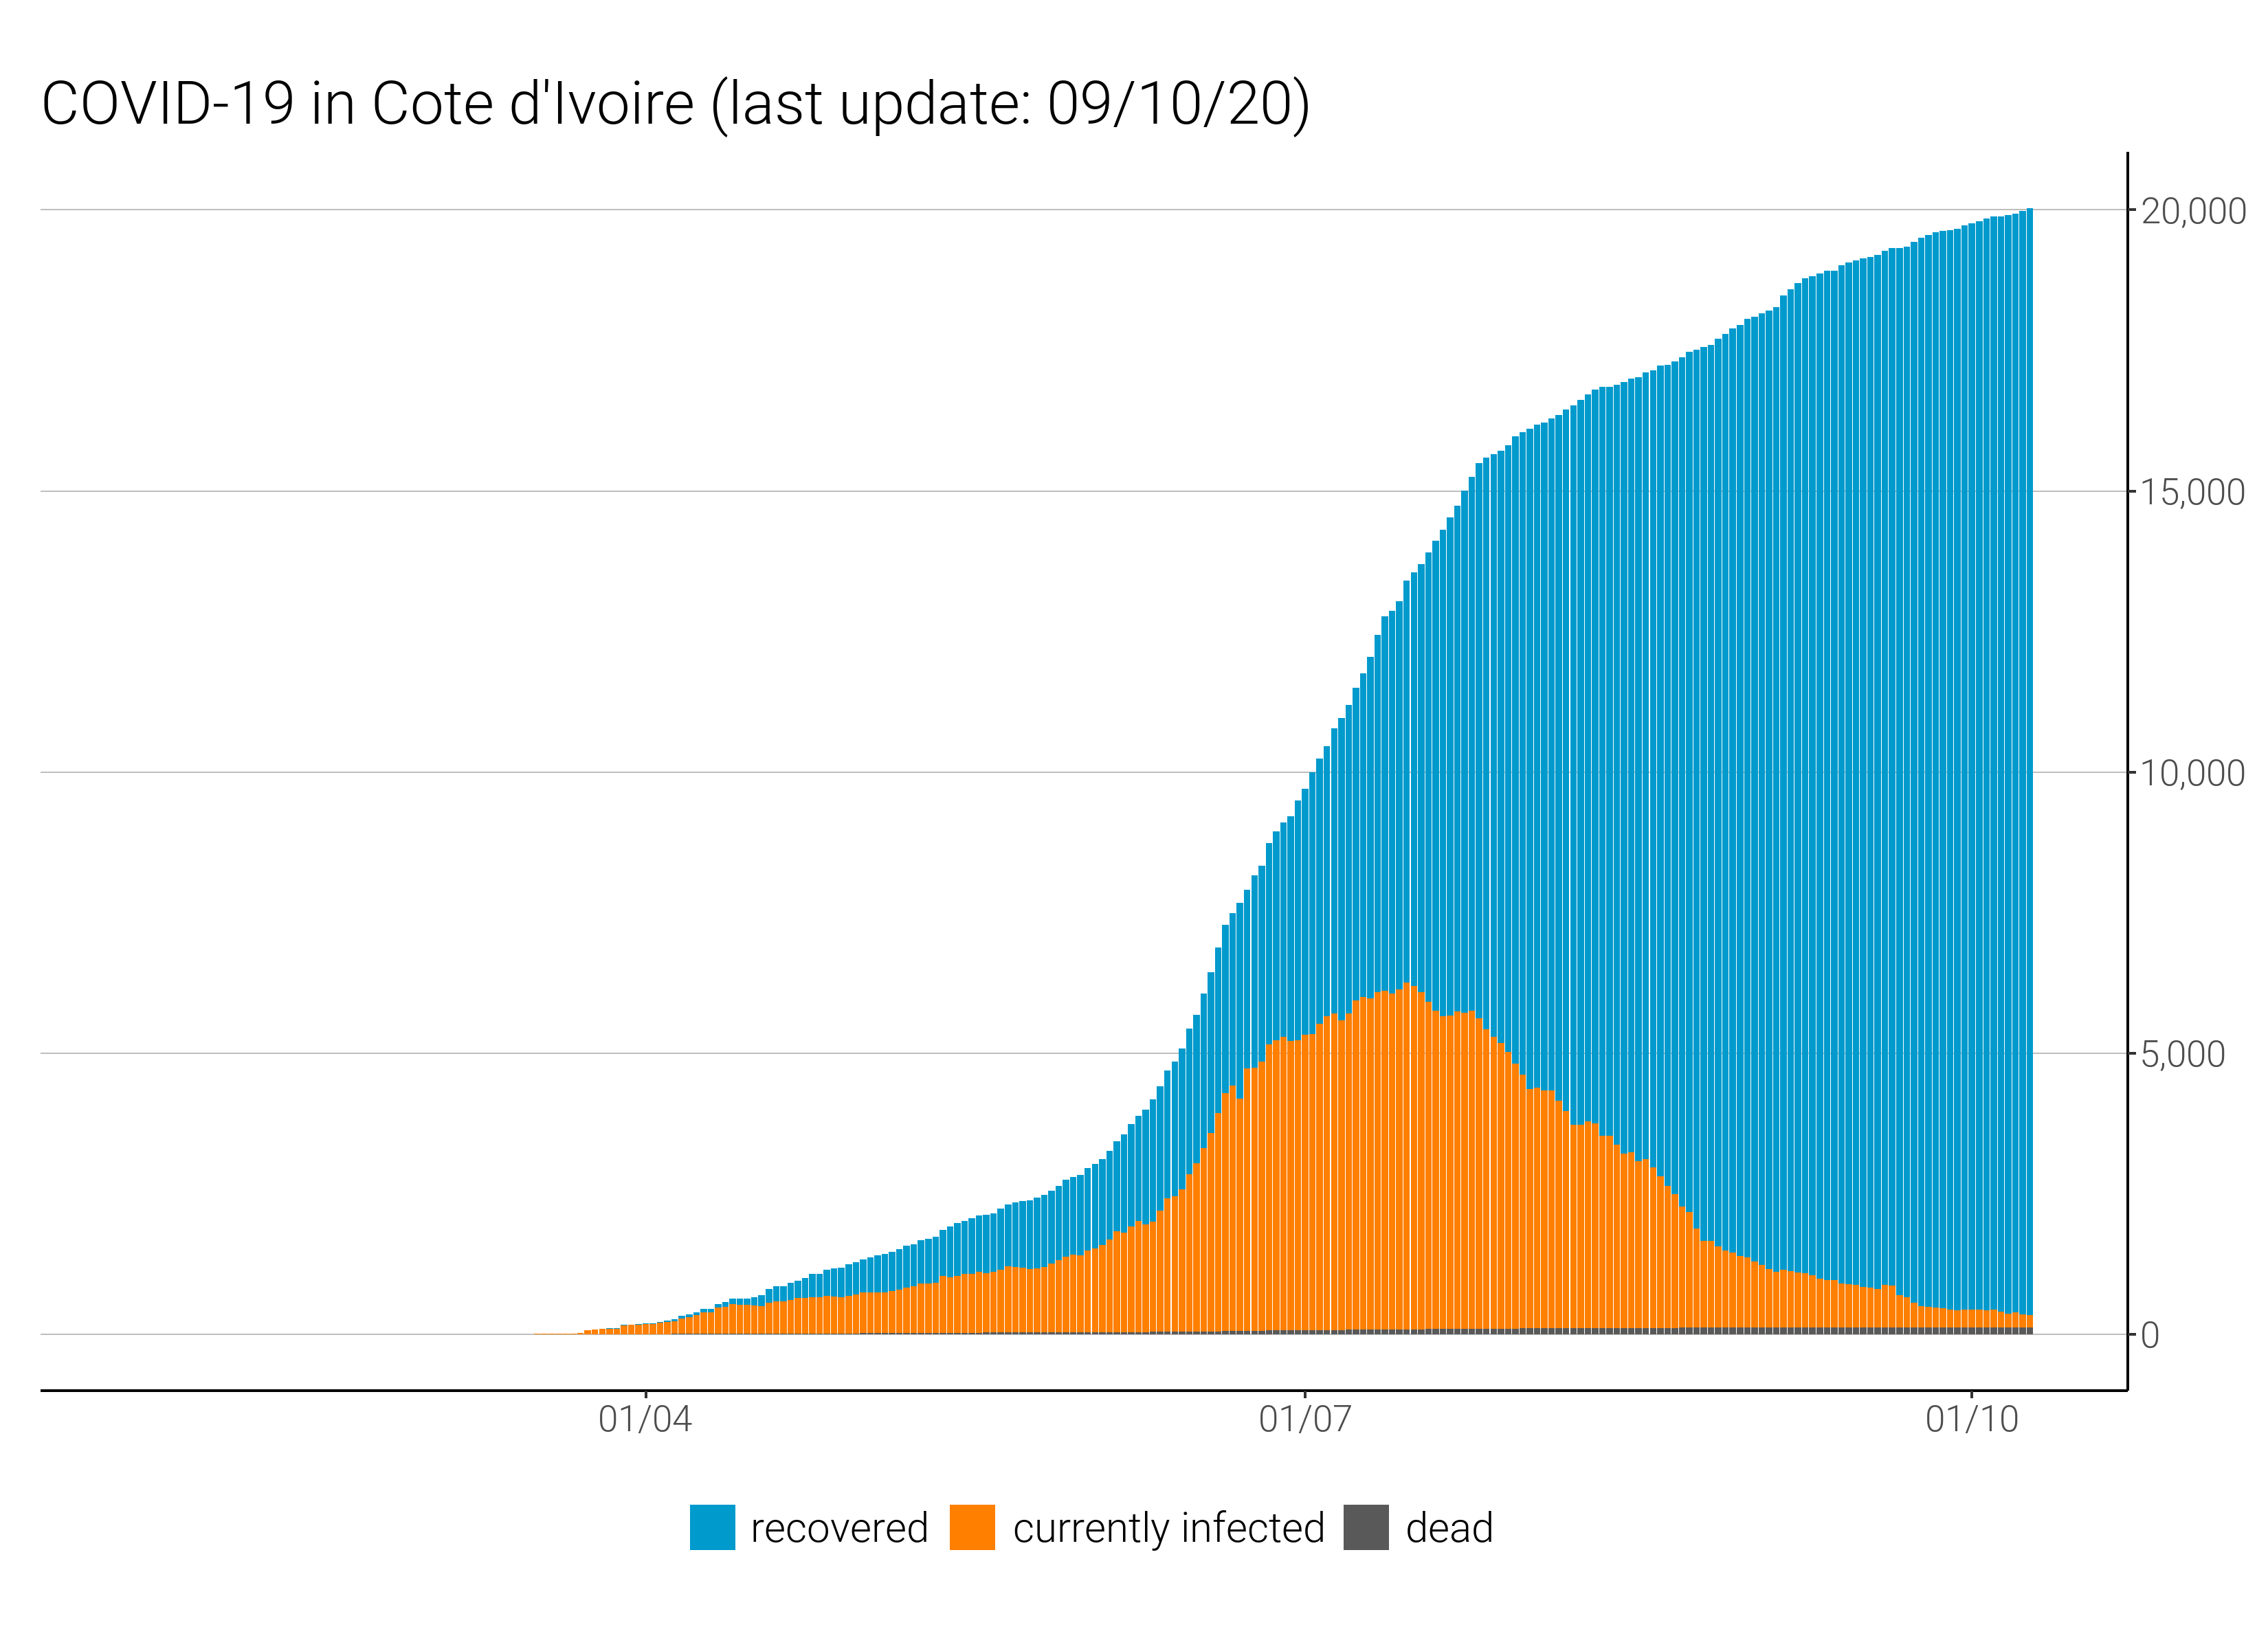 COVID-19 in Cote d'Ivoire (last update: 09/10/20)
20,000
15,000
10,000
5,000
0
01/04 01/07 01/10
recovered currently infected dead